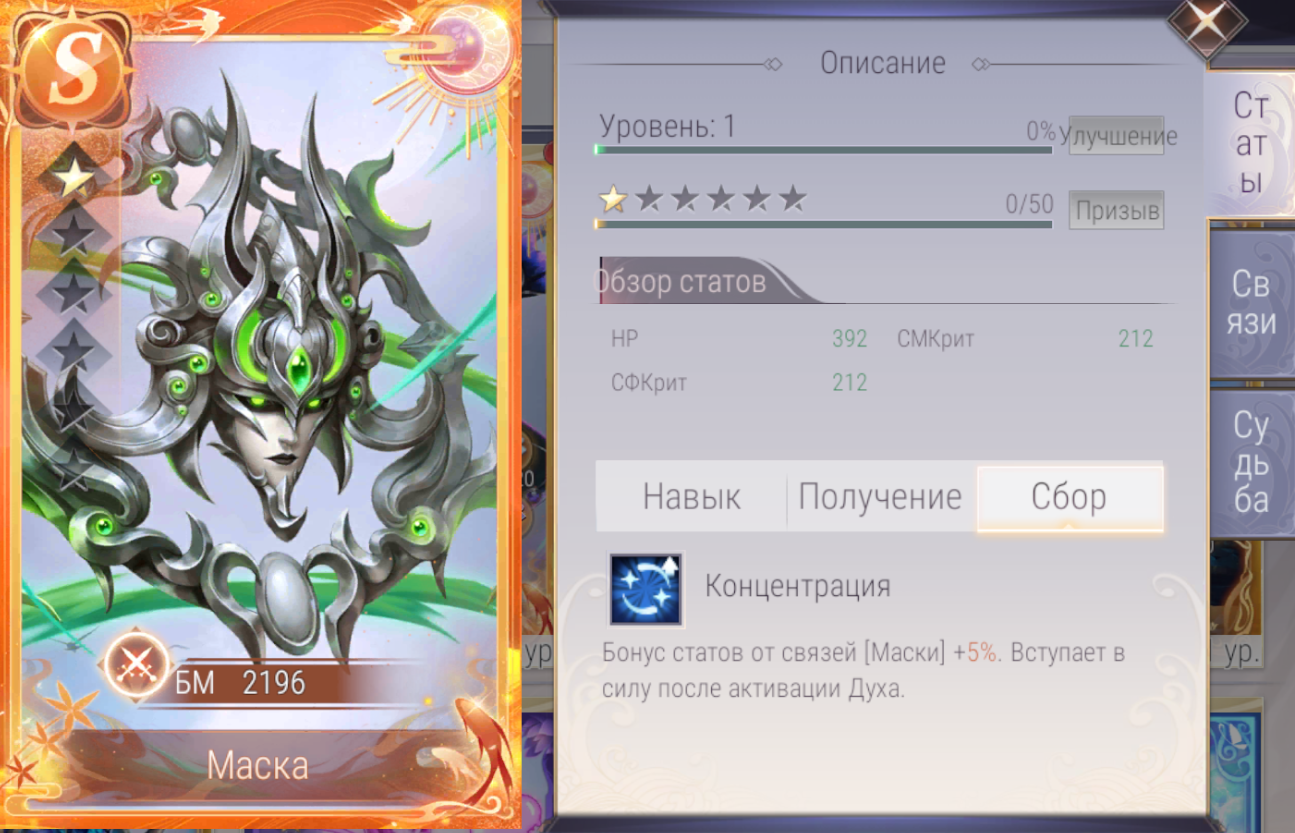 S
БМ 2196
Маска
Описание
Уровень: 1
0%
Улучшение
0/50
Призыв
Обзор статов
HP 392 СМКрит 212
СФКрит 212
Навык Получение Сбор
Концентрация
Бонус статов от связей [Маски] +5%. Вступает в
силу после активации Духа.
Ст
ат
ы
Св
язи
Су
дь
ба
ур
ур.